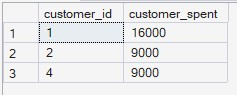 customer_id customer_spent
1 1 16000
2 2 9000
3 4 9000